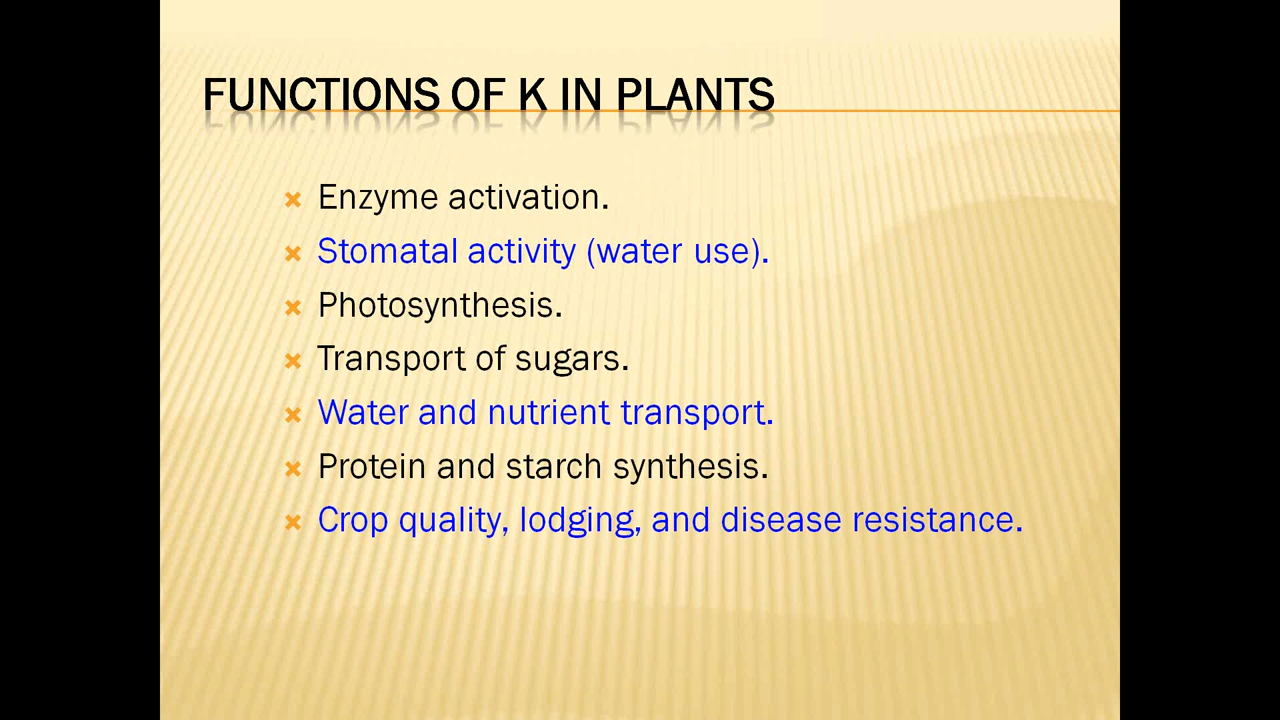 FUNCTIONS OF K IN PLANTS
Enzyme activation.
Stomatal activity (water use).
Photosynthesis.
Transport of sugars.
Water and nutrient transport.
Protein and starch synthesis.
Crop quality, lodging, and disease resistance.